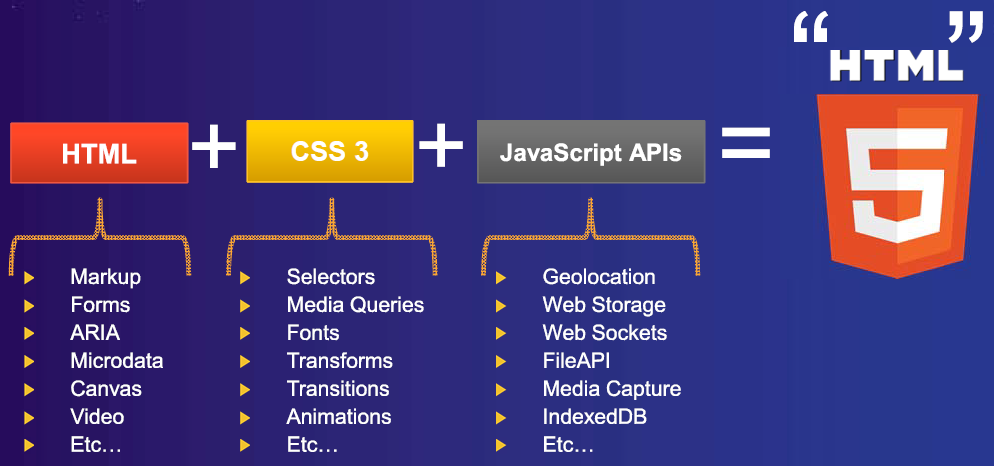 “HTML”
5
HTML + CSS 3 + JavaScript APIs =
Markup
Forms
ARIA
Microdata
Canvas
Video
Etc…
Selectors
Media Queries
Fonts
Transforms
Transitions
Animations
Etc…
Geolocation
Web Storage
Web Sockets
FileAPI
Media Capture
IndexedDB
Etc…